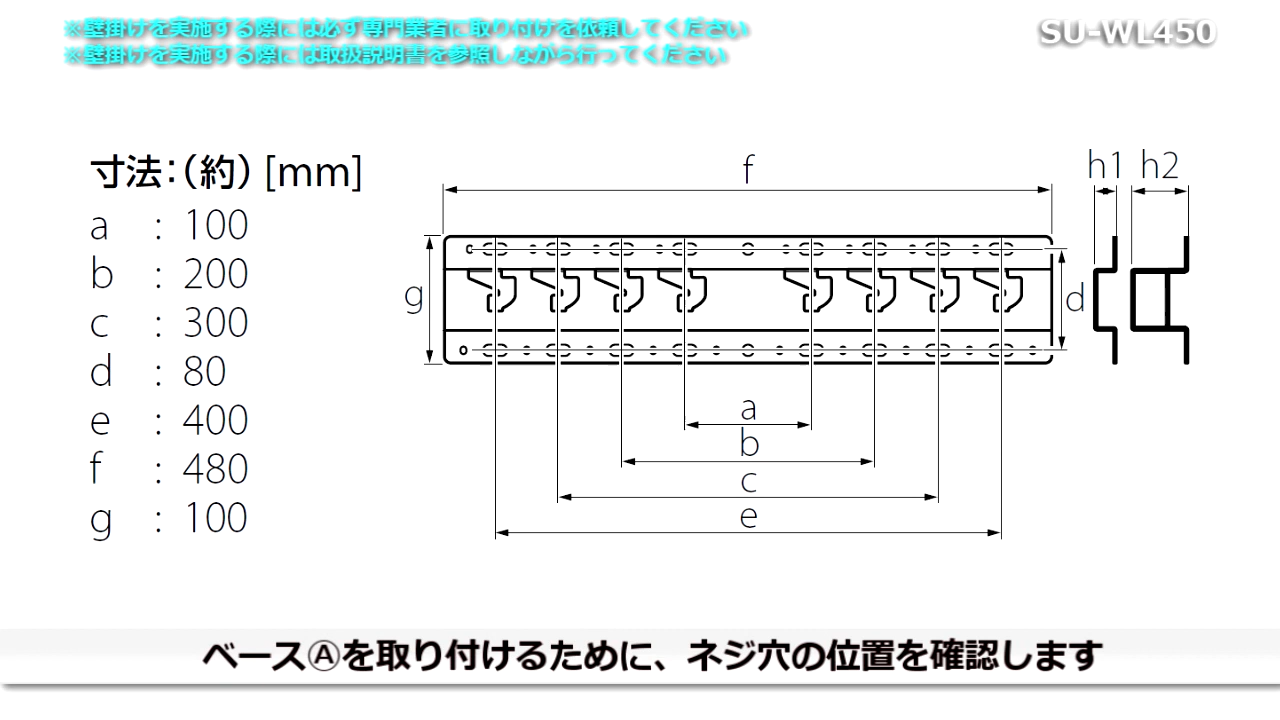 ※壁掛けを実施する際には必ず専門業者に取り付けを依頼してください
※壁掛けを実施する際には取扱説明書を参照しながら行ってください
SU-WL450
寸法：（約）[mm]
a : 100
b : 200
c : 300
d : 80
e : 400
f : 480
g : 100
f
h1 h2
g
d
a
b
c
e
ベースⒶを取り付けるために、ネジ穴の位置を確認します